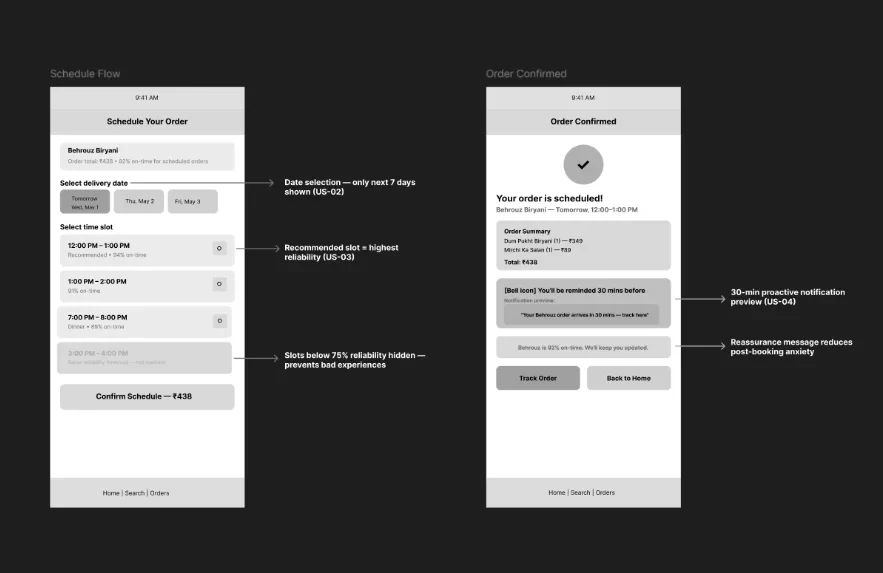 Schedule Flow
9:41 AM
Schedule Your Order
Behrouz Biryani
Order total: ₹438 • 92% on-time for scheduled orders
Select delivery date
Tomorrow
Wed, May 1
Thu, May 2
Fri, May 3
Select time slot
12:00 PM – 1:00 PM
Recommended • 94% on-time
1:00 PM – 2:00 PM
91% on-time
7:00 PM – 8:00 PM
Dinner • 89% on-time
3:00 PM – 4:00 PM
Confirm Schedule — ₹438
Home | Search | Orders
Date selection — only next 7 days
shown (US-02)
Recommended slot = highest
reliability (US-03)
Slots below 75% reliability hidden —
prevents bad experiences
Order Confirmed
9:41 AM
Order Confirmed
✓
Your order is scheduled!
Behrouz Biryani — Tomorrow, 12:00–1:00 PM
Order Summary
Dum Pukht Biryani (1) — ₹349
Mirchi Ka Salan (1) — ₹89
Total: ₹438
[Bell Icon] You'll be reminded 30 mins before
Notification preview:
"Your Behrouz order arrives in 30 mins — track here"
Behrouz is 92% on-time. We'll keep you updated.
Track Order
Back to Home
Home | Search | Orders
30-min proactive notification
preview (US-04)
Reassurance message reduces
post-booking anxiety